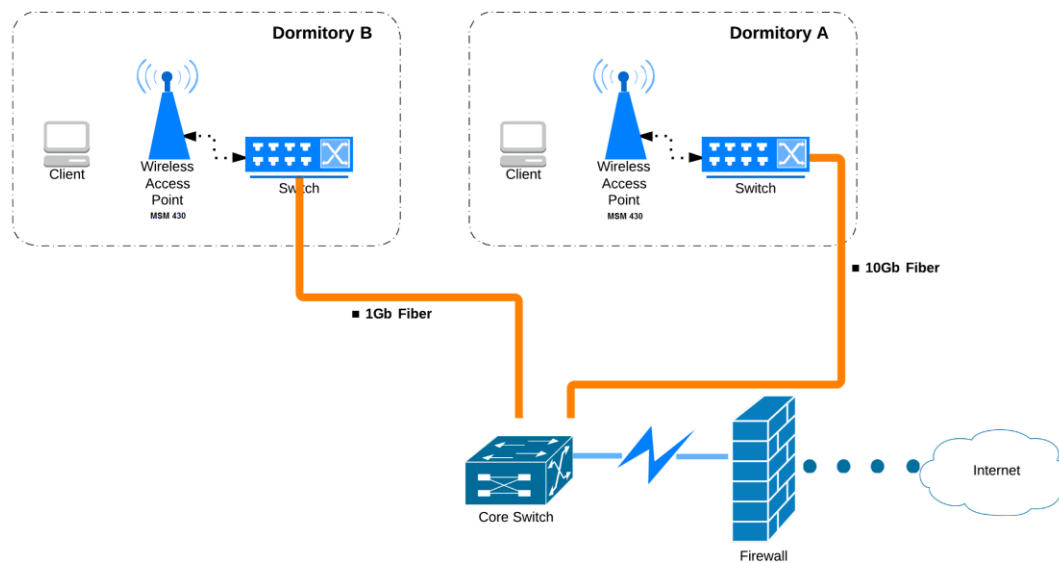 Dormitory B
Client
Wireless
Access
Point
MSM 430
Switch
Dormitory A
Client
Wireless
Access
Point
MSM 430
Switch
■ 10Gb Fiber
■ 1Gb Fiber
Core Switch
Firewall
Internet